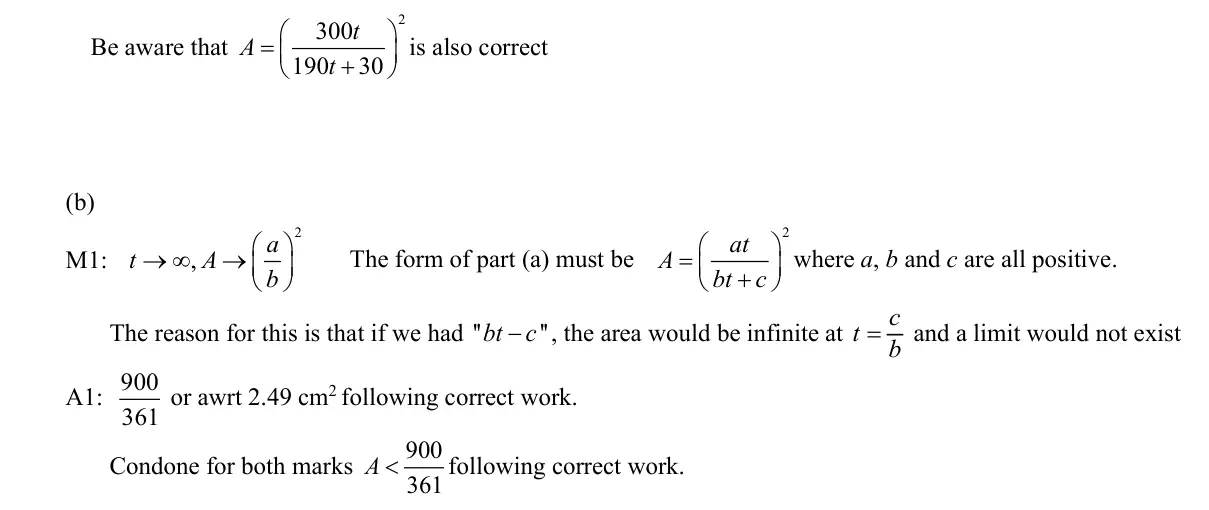 Be aware that A = (300t / (190t + 30))² is also correct
(b)
M1: t → ∞, A → (a / b)² The form of part (a) must be A = (at / (bt + c))² where a, b and c are all positive.
The reason for this is that if we had "bt − c", the area would be infinite at t = c/b and a limit would not exist
A1: 900/361 or awrt 2.49 cm² following correct work.
Condone for both marks A < 900/361 following correct work.